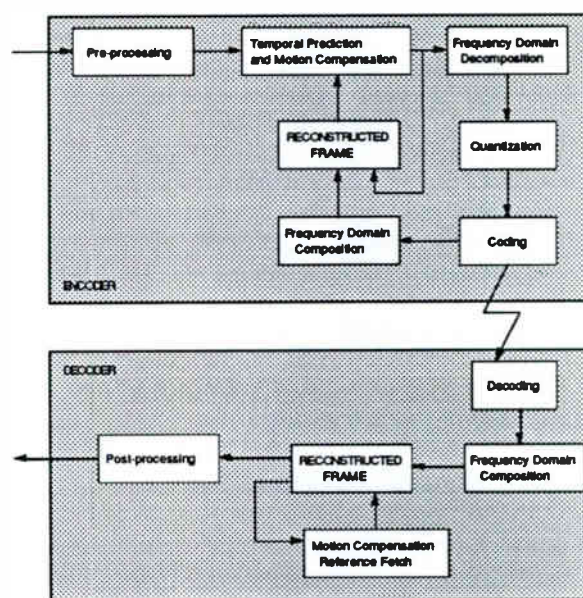 Pre-processing
Temporal Prediction
and Motion Compensation
Frequency Domain
Decomposition
RECONSTRUCTED
FRAME
Quantization
Frequency Domain
Composition
Coding
ENCODER
DECODER
Decoding
Post-processing
RECONSTRUCTED
FRAME
Frequency Domain
Composition
Motion Compensation
Reference Fetch